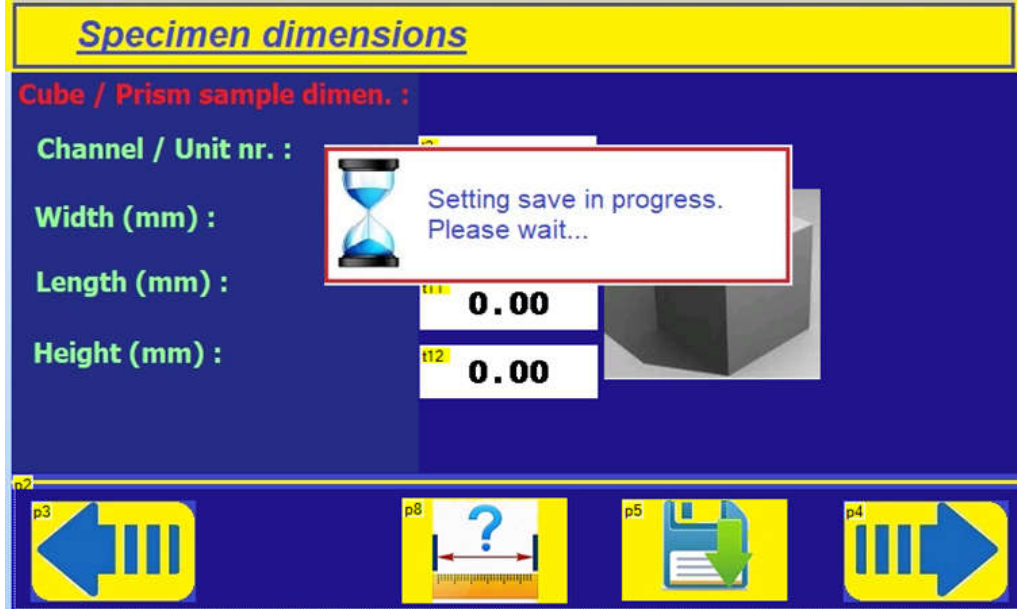 Specimen dimensions
Cube / Prism sample dimen. :
Channel / Unit nr. :
Setting save in progress.
Please wait...
Width (mm) :
Length (mm) :
t11
0.00
Height (mm) :
t12
0.00
p2
p3
p8
?
p5
p4